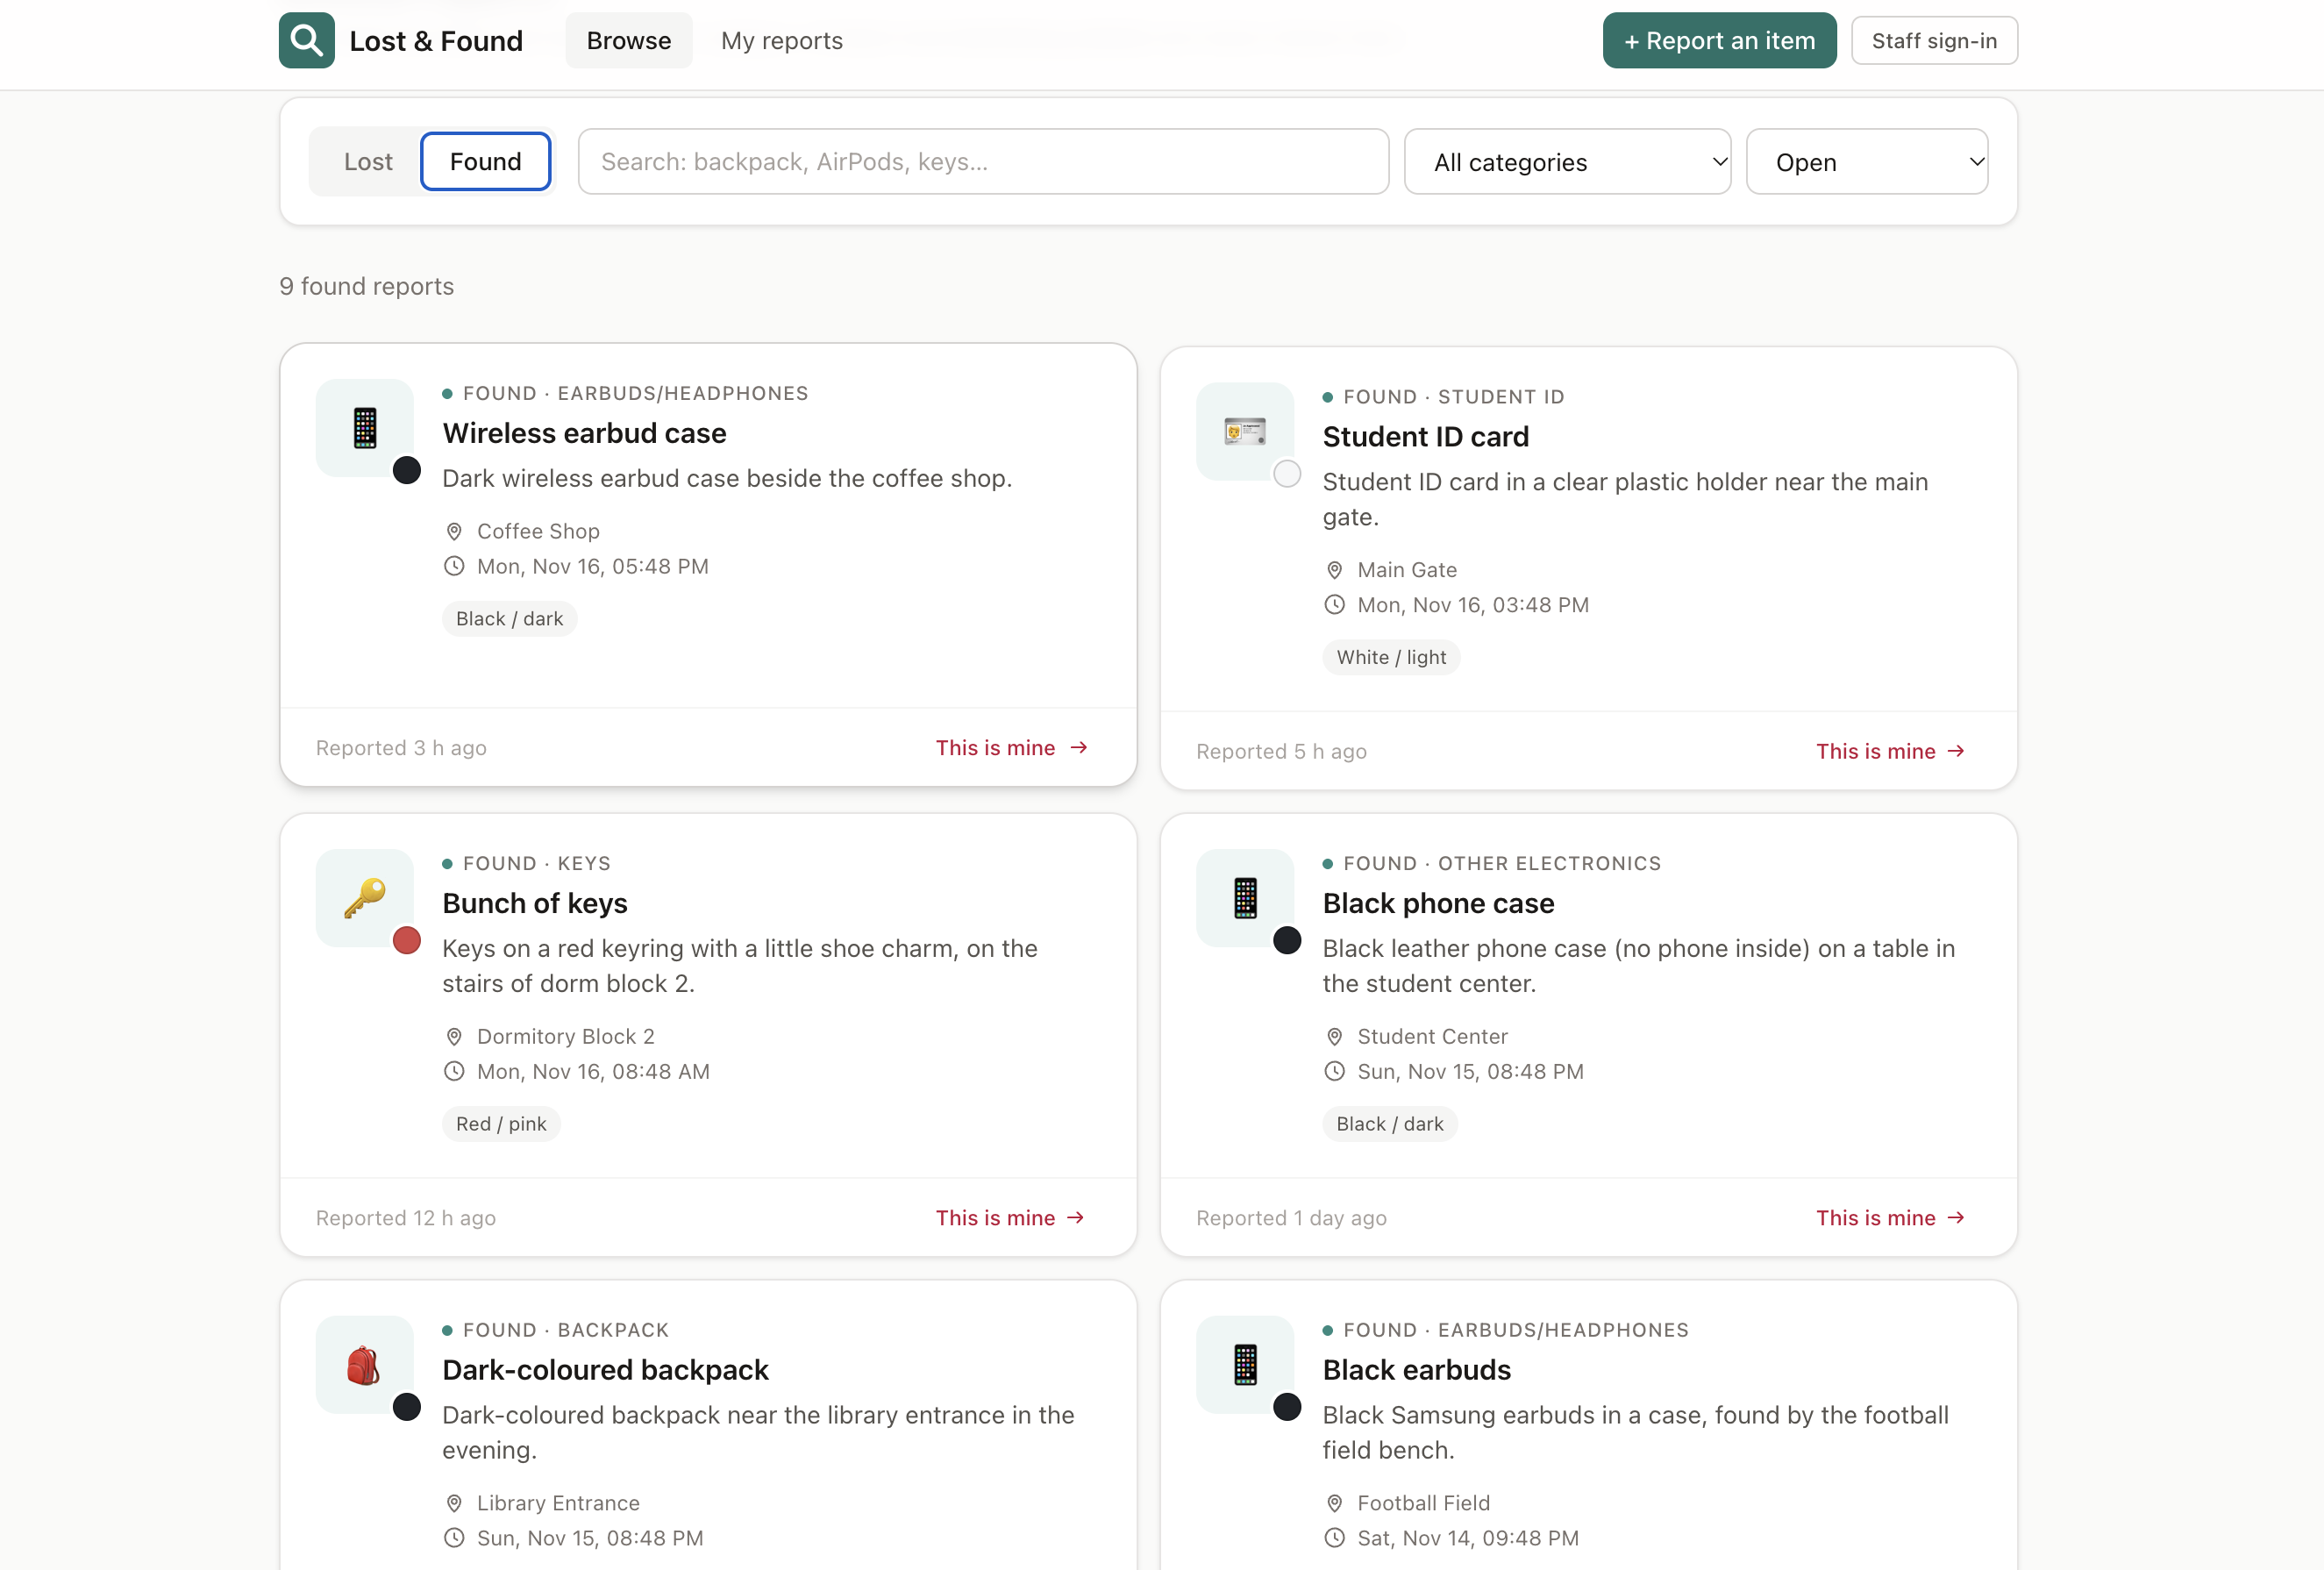 Lost & Found
Browse
My reports
+ Report an item
Staff sign-in
Lost
Found
Search: backpack, AirPods, keys...
All categories
Open
9 found reports
FOUND · EARBUDS/HEADPHONES
Wireless earbud case
Dark wireless earbud case beside the coffee shop.
Coffee Shop
Mon, Nov 16, 05:48 PM
Black / dark
Reported 3 h ago
This is mine →
FOUND · STUDENT ID
Student ID card
Student ID card in a clear plastic holder near the main
gate.
Main Gate
Mon, Nov 16, 03:48 PM
White / light
Reported 5 h ago
This is mine →
FOUND · KEYS
Bunch of keys
Keys on a red keyring with a little shoe charm, on the
stairs of dorm block 2.
Dormitory Block 2
Mon, Nov 16, 08:48 AM
Red / pink
Reported 12 h ago
This is mine →
FOUND · OTHER ELECTRONICS
Black phone case
Black leather phone case (no phone inside) on a table in
the student center.
Student Center
Sun, Nov 15, 08:48 PM
Black / dark
Reported 1 day ago
This is mine →
FOUND · BACKPACK
Dark-coloured backpack
Dark-coloured backpack near the library entrance in the
evening.
Library Entrance
Sun, Nov 15, 08:48 PM
FOUND · EARBUDS/HEADPHONES
Black earbuds
Black Samsung earbuds in a case, found by the football
field bench.
Football Field
Sat, Nov 14, 09:48 PM